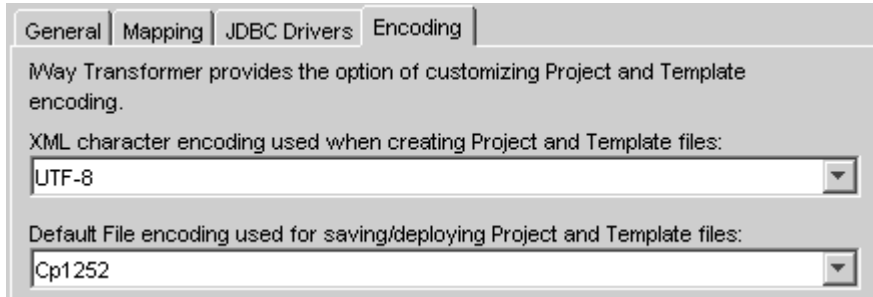 General Mapping JDBC Drivers Encoding
iWay Transformer provides the option of customizing Project and Template
encoding.
XML character encoding used when creating Project and Template files:
UTF-8
Default File encoding used for saving/deploying Project and Template files:
Cp1252